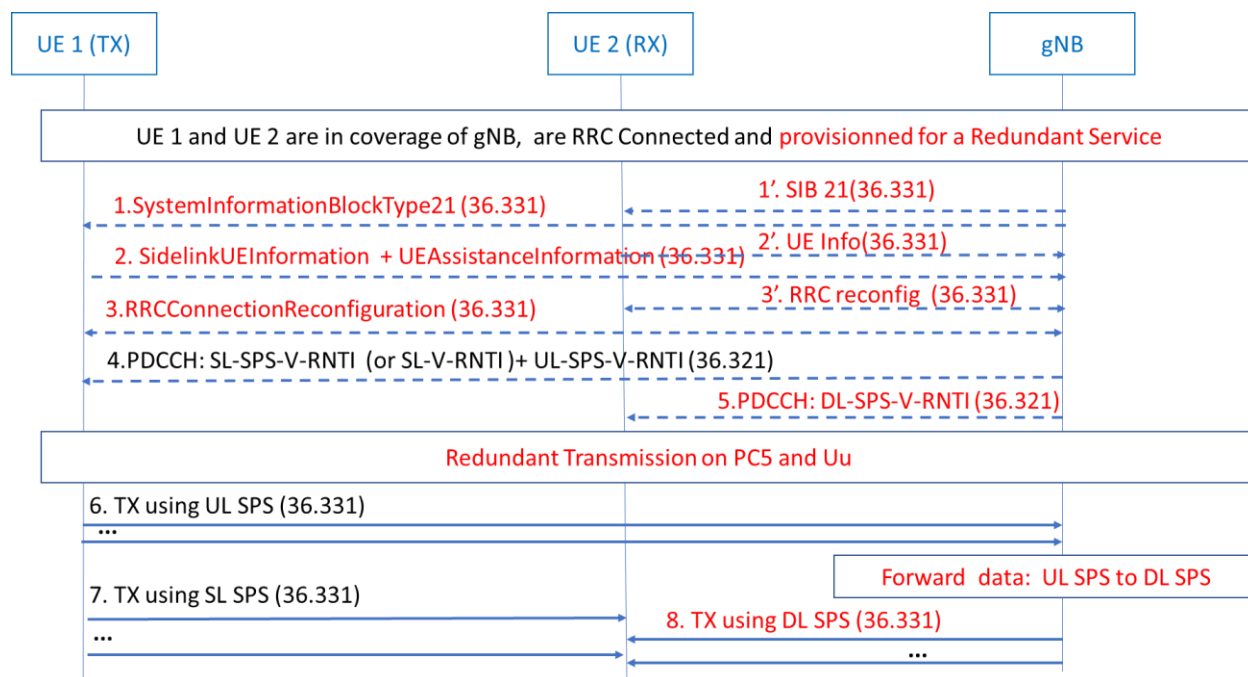 UE 1 (TX)
UE 2 (RX)
gNB
UE 1 and UE 2 are in coverage of gNB, are RRC Connected and provisionned for a Redundant Service
1.SystemInformationBlockType21 (36.331)
1’. SIB 21(36.331)
2. SidelinkUEInformation + UEAssistanceInformation (36.331)
2’. UE Info(36.331)
3.RRCConnectionReconfiguration (36.331)
3’. RRC reconfig (36.331)
4.PDCCH: SL-SPS-V-RNTI (or SL-V-RNTI )+ UL-SPS-V-RNTI (36.321)
5.PDCCH: DL-SPS-V-RNTI (36.321)
Redundant Transmission on PC5 and Uu
6. TX using UL SPS (36.331)
...
Forward data: UL SPS to DL SPS
7. TX using SL SPS (36.331)
...
8. TX using DL SPS (36.331)
...